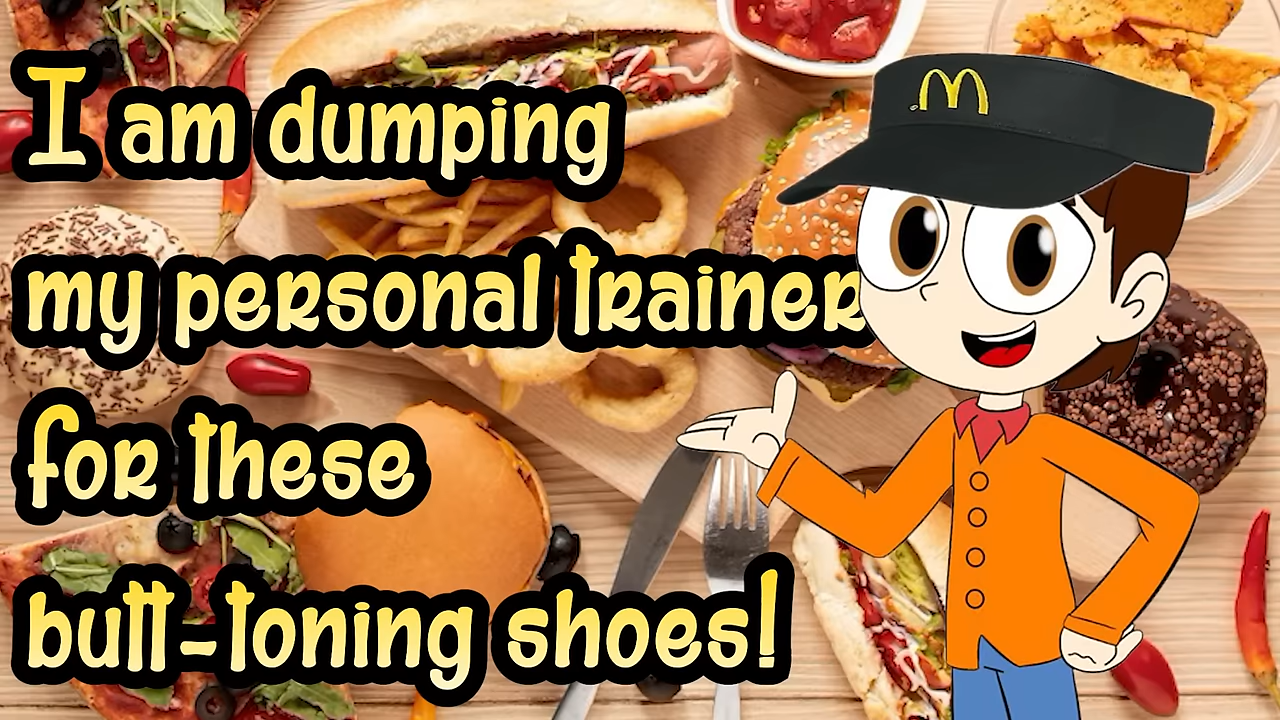 I am dumping
my personal trainer
for these
butt-toning shoes!
M